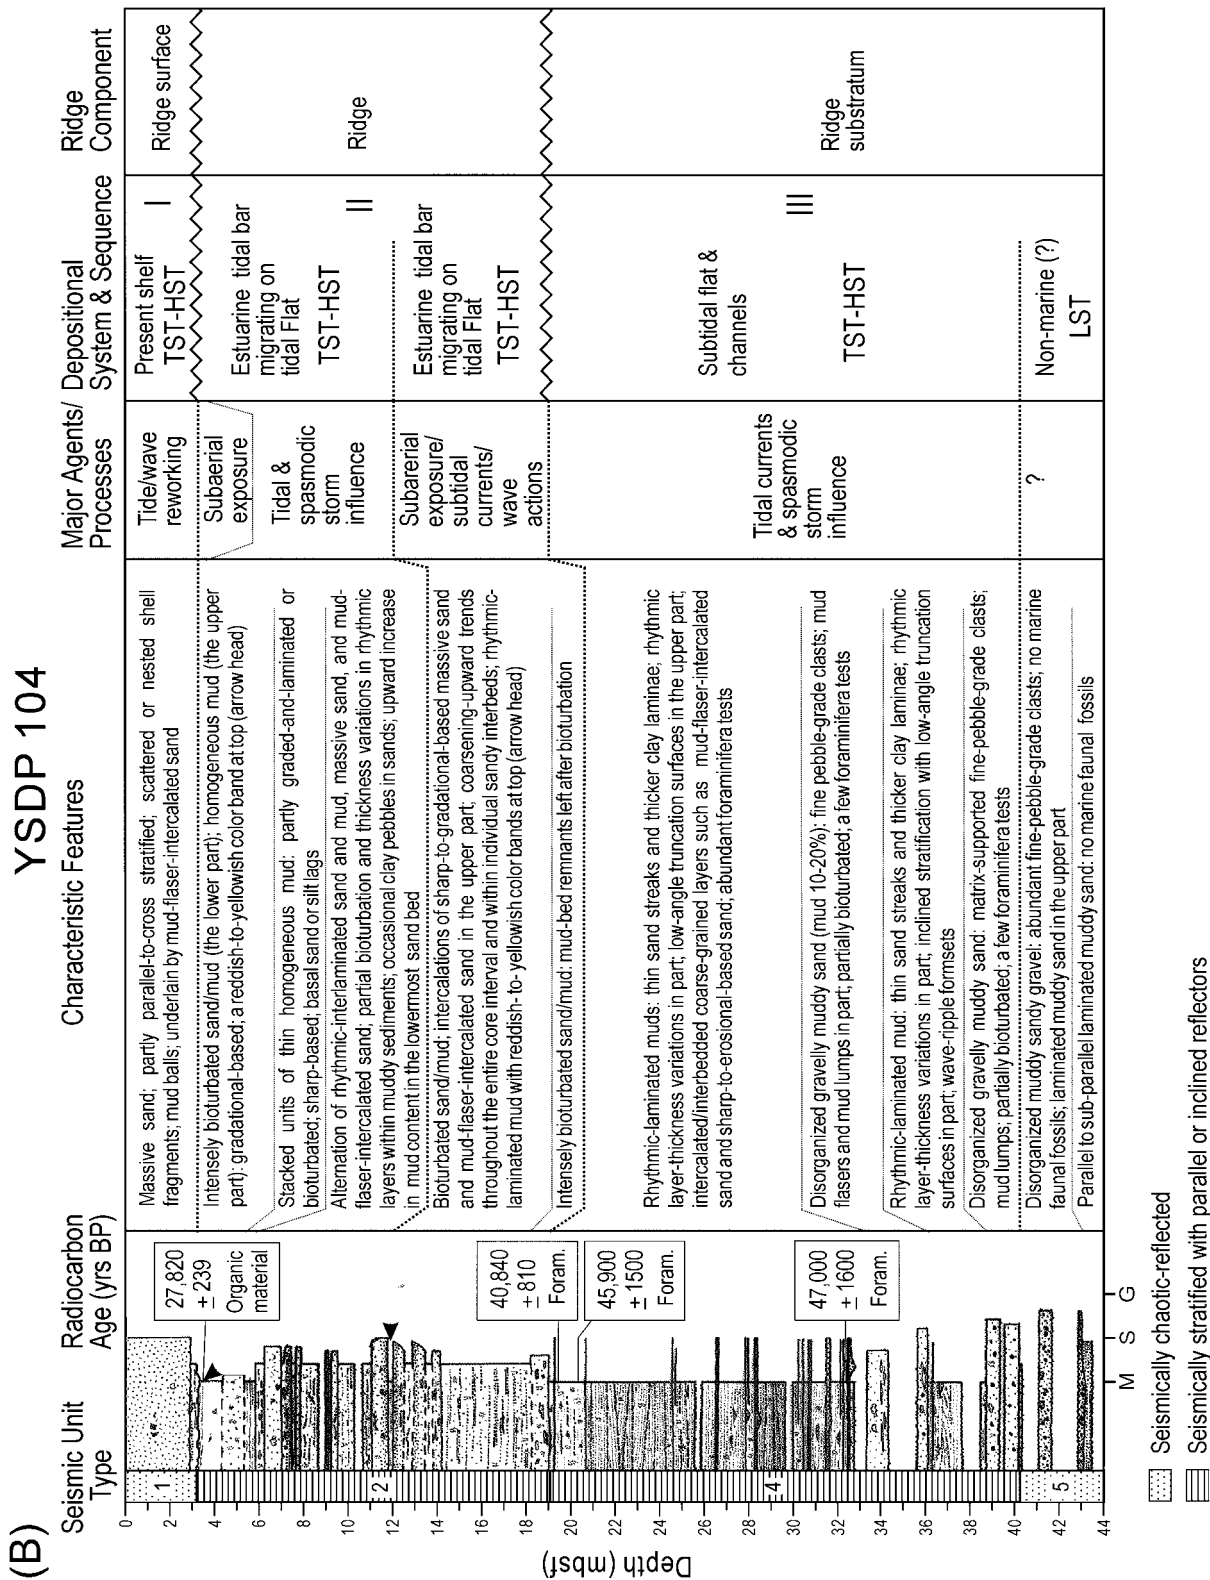 (B)
YSDP 104
Seismic Unit
Type
Radiocarbon
Age (yrs BP)
Characteristic Features
Major Agents/
Processes
Depositional
System & Sequence
Ridge
Component
Depth (mbsf)
0
2
4
6
8
10
12
14
16
18
20
22
24
26
28
30
32
34
36
38
40
42
44
1
2
4
5
M
S
G
27,820
± 239
Organic
material
40,840
± 810
Foram.
45,900
± 1500
Foram.
47,000
± 1600
Foram.
Massive sand; partly parallel-to-cross stratified; scattered or nested shell
fragments; mud balls; underlain by mud-flaser-intercalated sand
Intensely bioturbated sand/mud (the lower part); homogeneous mud (the upper
part): gradational-based; a reddish-to-yellowish color band at top (arrow head)
Stacked units of thin homogeneous mud: partly graded-and-laminated or
bioturbated; sharp-based; basal sand or silt lags
Alternation of rhythmic-interlaminated sand and mud, massive sand, and mud-
flaser-intercalated sand; partial bioturbation and thickness variations in rhythmic
layers within muddy sediments; occasional clay pebbles in sands; upward increase
in mud content in the lowermost sand bed
Bioturbated sand/mud; intercalations of sharp-to-gradational-based massive sand
and mud-flaser-intercalated sand in the upper part; coarsening-upward trends
throughout the entire core interval and within individual sandy interbeds; rhythmic-
laminated mud with reddish- to- yellowish color bands at top (arrow head)
Intensely bioturbated sand/mud: mud-bed remnants left after bioturbation
Rhythmic-laminated muds: thin sand streaks and thicker clay laminae; rhythmic
layer-thickness variations in part; low-angle truncation surfaces in the upper part;
intercalated/interbedded coarse-grained layers such as mud-flaser-intercalated
sand and sharp-to-erosional-based sand; abundant foraminifera tests
Disorganized gravelly muddy sand (mud 10-20%): fine pebble-grade clasts; mud
flasers and mud lumps in part; partially bioturbated; a few foraminifera tests
Rhythmic-laminated mud: thin sand streaks and thicker clay laminae; rhythmic
layer-thickness variations in part; inclined stratification with low-angle truncation
surfaces in part; wave-ripple formsets
Disorganized gravelly muddy sand: matrix-supported fine-pebble-grade clasts;
mud lumps; partially bioturbated; a few foraminifera tests
Disorganized muddy sandy gravel: abundant fine-pebble-grade clasts; no marine
faunal fossils; laminated muddy sand in the upper part
Parallel to sub-parallel laminated muddy sand: no marine faunal fossils
Tide/wave
reworking
Subaerial
exposure
Tidal &
spasmodic
storm
influence
Subarerial
exposure/
subtidal
currents/
wave
actions
Tidal currents
& spasmodic
storm
influence
?
Present shelf
TST-HST
I
Estuarine tidal bar
migrating on
tidal Flat
TST-HST
II
Estuarine tidal bar
migrating on
tidal Flat
TST-HST
Subtidal flat &
channels
TST-HST
III
Non-marine (?)
LST
Ridge surface
Ridge
Ridge
substratum
Seismically chaotic-reflected
Seismically stratified with parallel or inclined reflectors